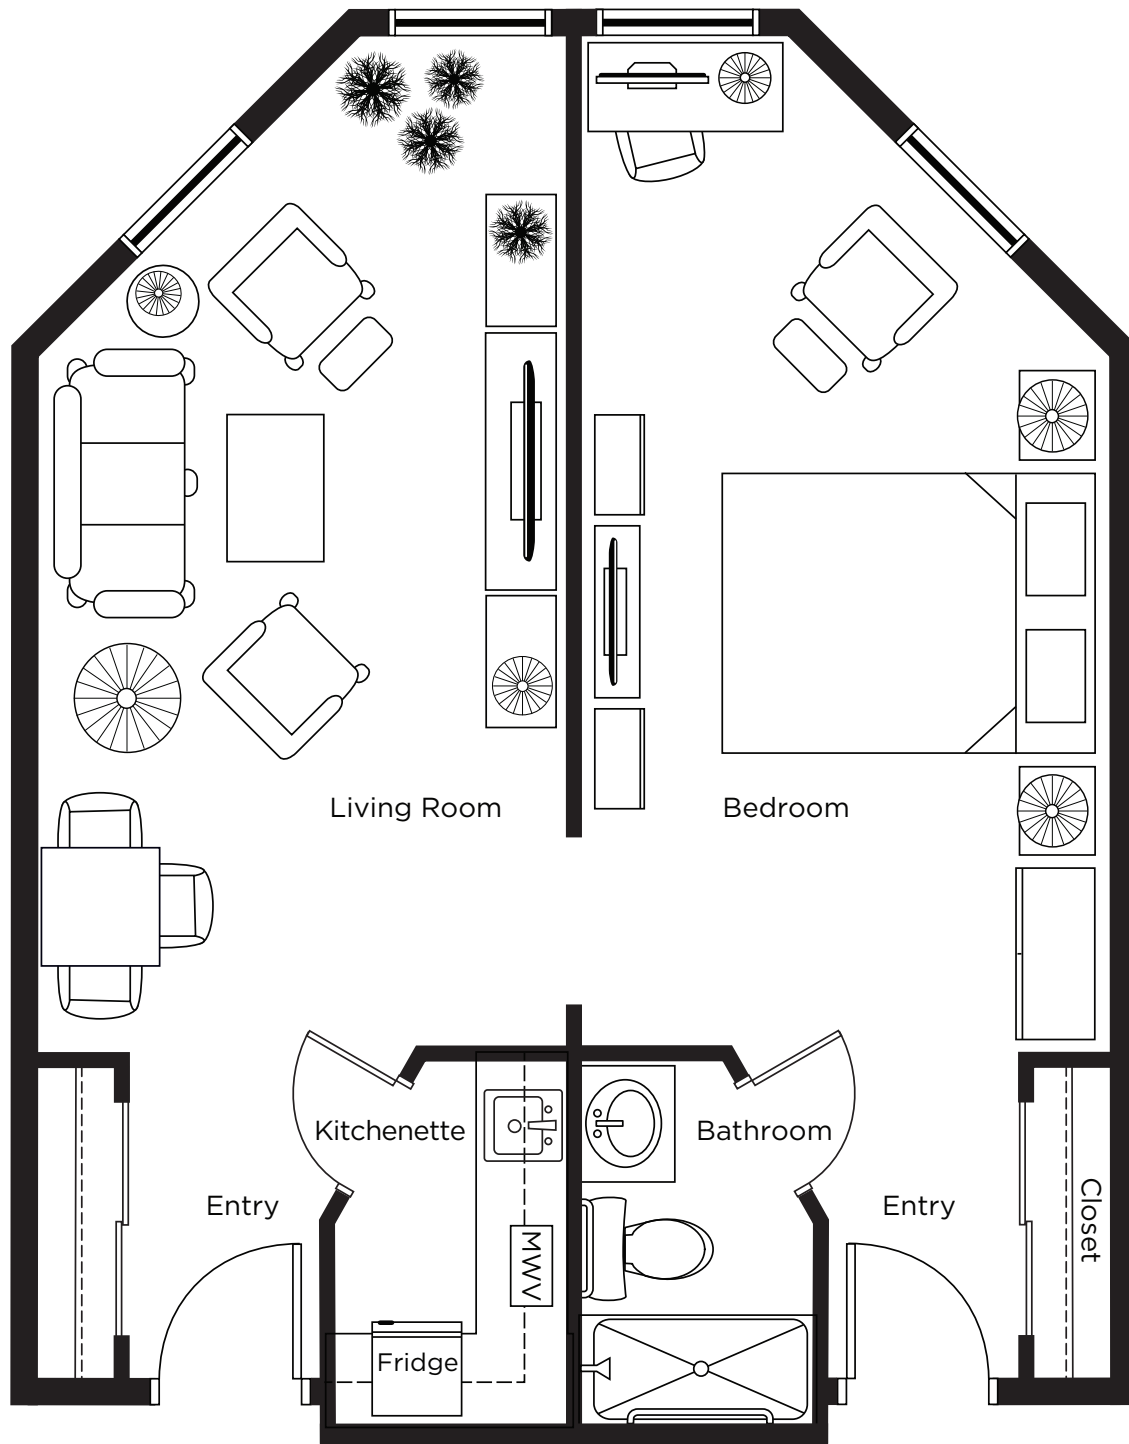 Living Room
Bedroom
Kitchenette
Bathroom
Entry
Entry
Closet
MWV
Fridge